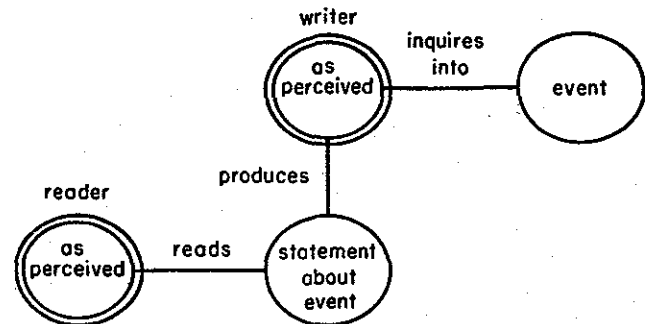 writer
as
perceived
inquires
into
event
produces
reader
as
perceived
reads
statement
about
event